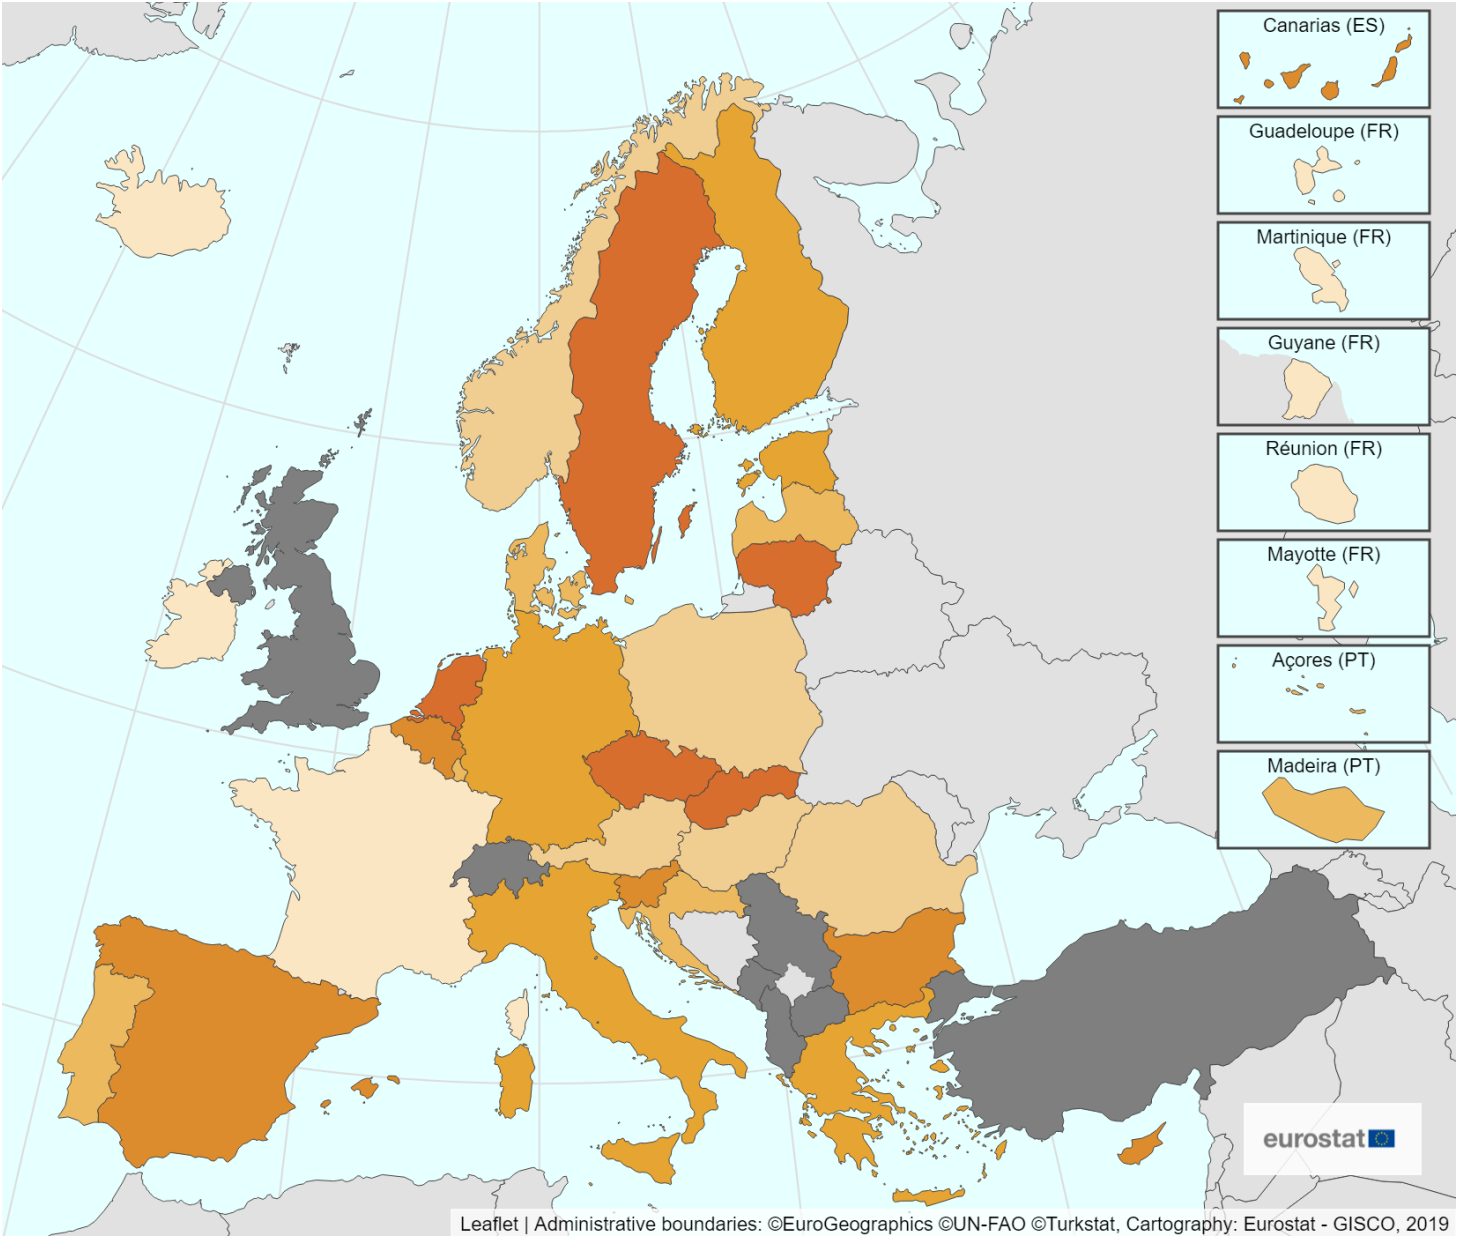 Canarias (ES)
Guadeloupe (FR)
Martinique (FR)
Guyane (FR)
Réunion (FR)
Mayotte (FR)
Açores (PT)
Madeira (PT)
eurostat
Leaflet | Administrative boundaries: ©EuroGeographics ©UN-FAO ©Turkstat, Cartography: Eurostat - GISCO, 2019